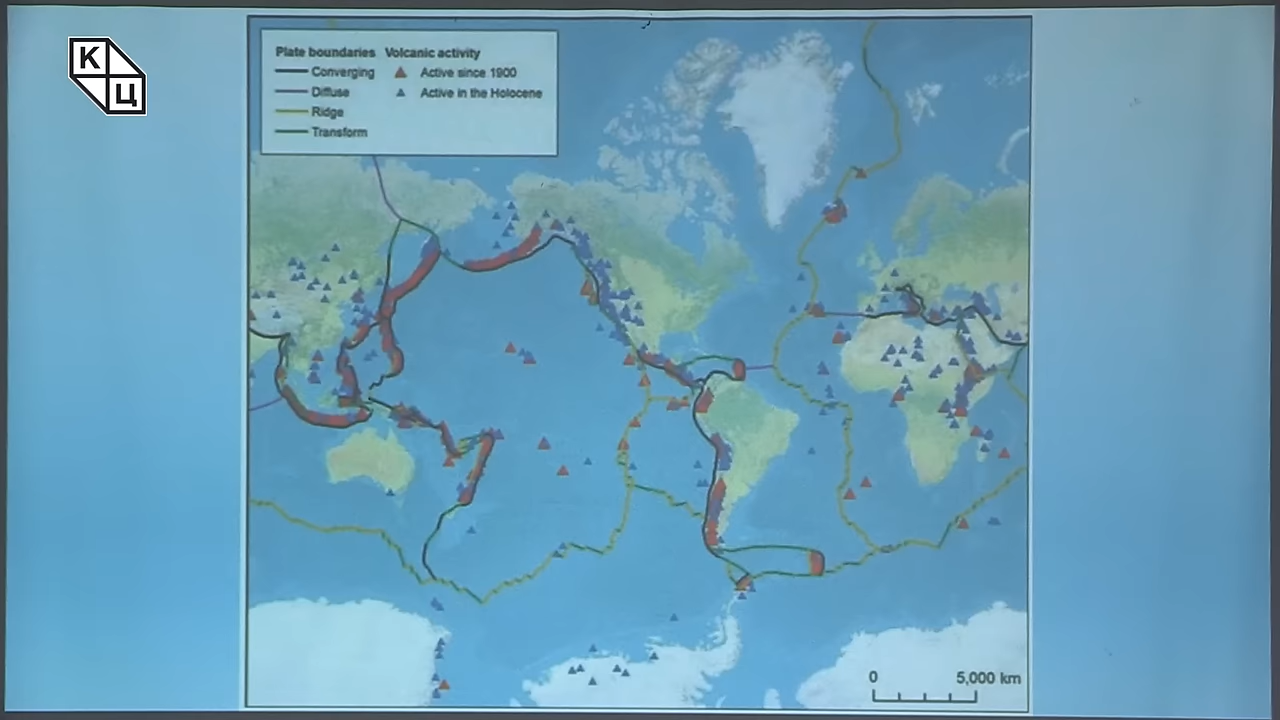 К
Ц
Plate boundaries Volcanic activity
Converging Active since 1900
Diffuse Active in the Holocene
Ridge
Transform
0 5,000 km